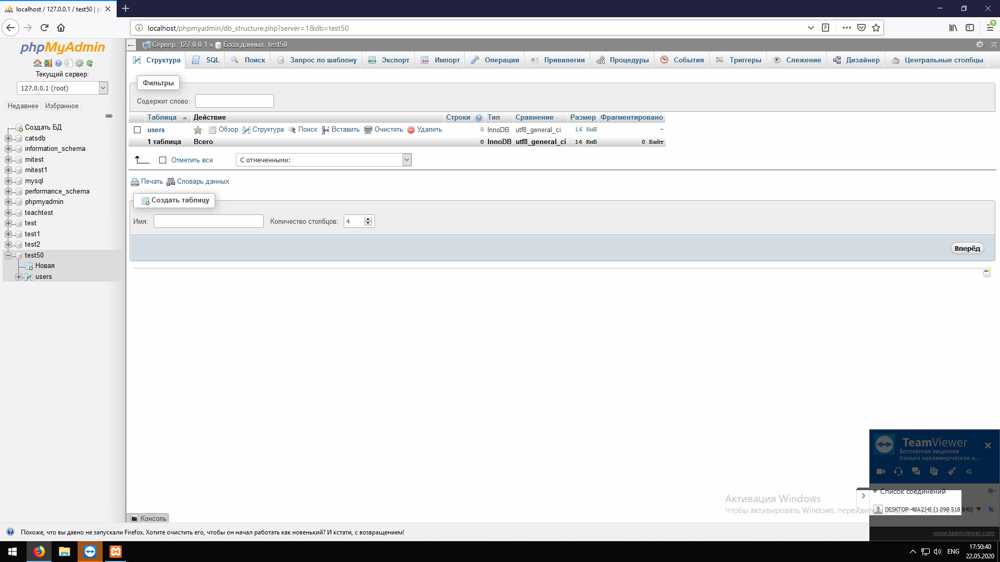 localhost / 127.0.0.1 / test50 | p
localhost/phpmyadmin/db_structure.php?server=1&db=test50
phpMyAdmin
Текущий сервер:
127.0.0.1 (root)
Недавнее Избранное
Создать БД
catsdb
information_schema
mitest
mitest1
mysql
performance_schema
phpmyadmin
teachtest
test
test1
test2
test50
Новая
users
Сервер: 127.0.0.1 » База данных: test50
Структура SQL Поиск Запрос по шаблону Экспорт Импорт Операции Привилегии Процедуры События Триггеры Слежение Дизайнер Центральные столбцы
Фильтры
Содержит слово:
Таблица Действие Строки Тип Сравнение Размер Фрагментировано
users Обзор Структура Поиск Вставить Очистить Удалить 0 InnoDB utf8_general_ci 16 КиБ -
1 таблица Всего 0 InnoDB utf8_general_ci 16 КиБ 0 Байт
Отметить все С отмеченными:
Печать Словарь данных
Создать таблицу
Имя: Количество столбцов: 4
Вперёд
Консоль
Похоже, что вы давно не запускали Firefox. Хотите очистить его, чтобы он начал работать как новенький? И кстати, с возвращением!
Активация Windows
Чтобы активировать Windows, перейдите в раздел
TeamViewer
Бесплатная лицензия
(только некоммерческое и...
Список соединений
DESKTOP-48A2J4I (1 898 518 840)
www.teamviewer.com
ENG
17:50:40
22.05.2020